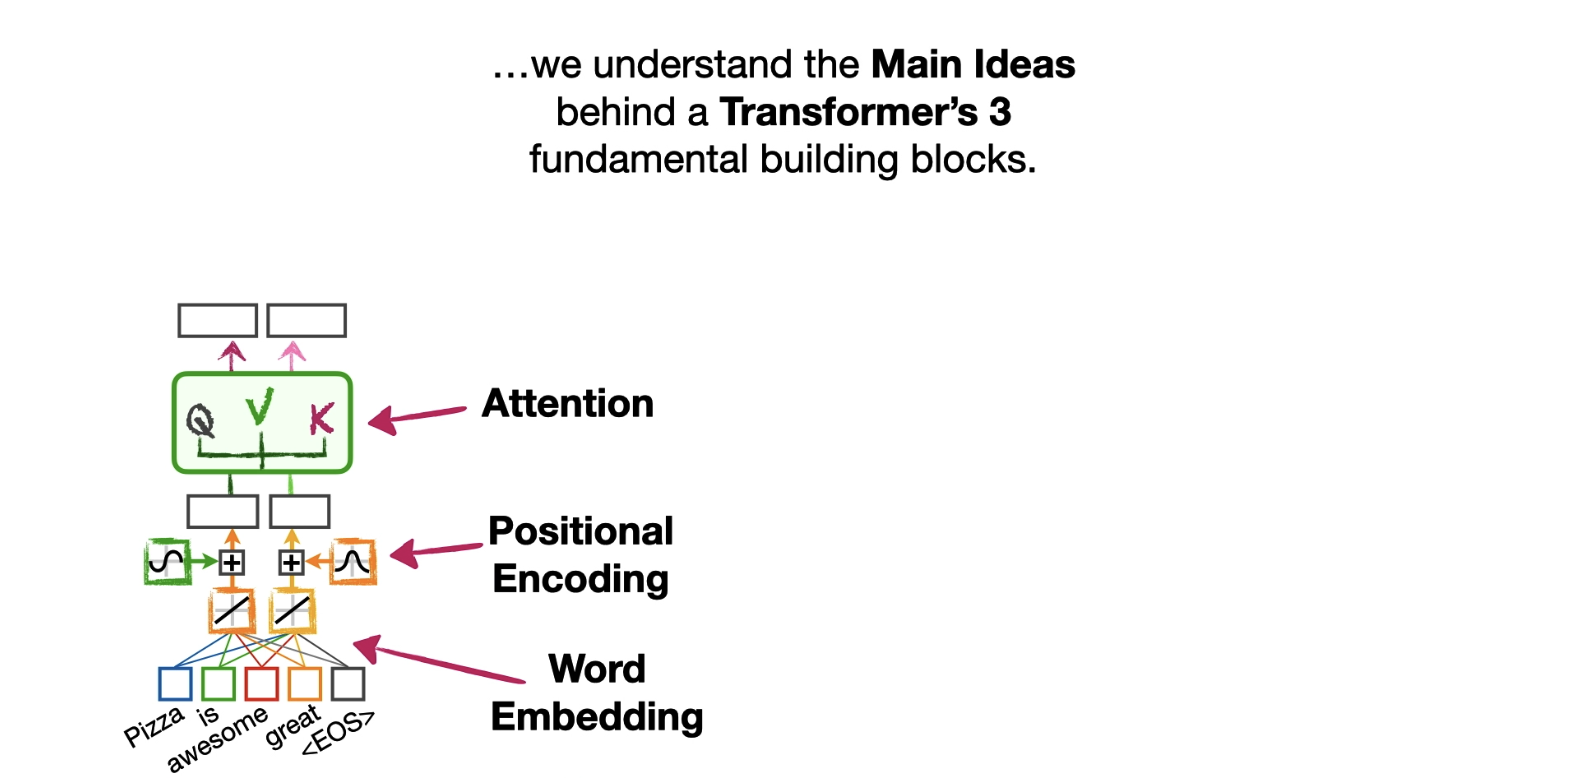 ...we understand the Main Ideas
behind a Transformer's 3
fundamental building blocks.
Q V K
Attention
Positional
Encoding
+ +
Word
Embedding
Pizza is awesome great <EOS>